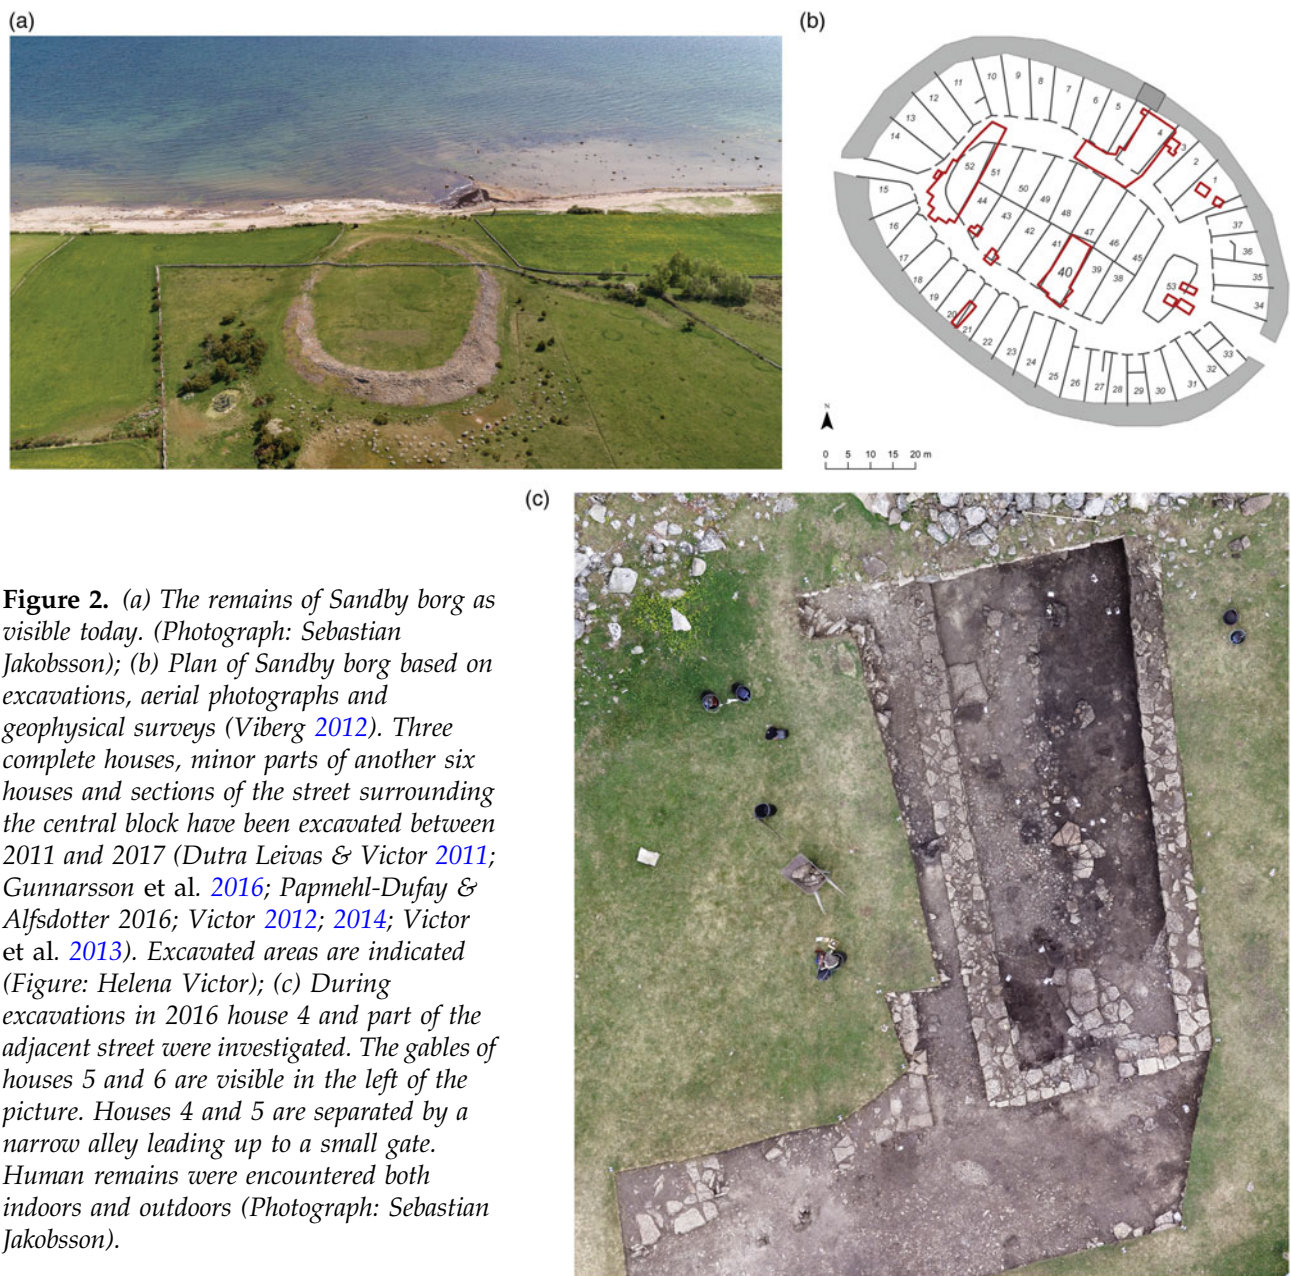 (a)
(b)
1
2
3
4
5
6
7
8
9
10
11
12
13
14
15
16
17
18
19
20
21
22
23
24
25
26
27
28
29
30
31
32
33
34
35
36
37
38
39
40
41
42
43
44
45
46
47
48
49
50
51
52
53
N
0 5 10 15 20 m
(c)
Figure 2. (a) The remains of Sandby borg as
visible today. (Photograph: Sebastian
Jakobsson); (b) Plan of Sandby borg based on
excavations, aerial photographs and
geophysical surveys (Viberg 2012). Three
complete houses, minor parts of another six
houses and sections of the street surrounding
the central block have been excavated between
2011 and 2017 (Dutra Leivas & Victor 2011;
Gunnarsson et al. 2016; Papmehl-Dufay &
Alfsdotter 2016; Victor 2012; 2014; Victor
et al. 2013). Excavated areas are indicated
(Figure: Helena Victor); (c) During
excavations in 2016 house 4 and part of the
adjacent street were investigated. The gables of
houses 5 and 6 are visible in the left of the
picture. Houses 4 and 5 are separated by a
narrow alley leading up to a small gate.
Human remains were encountered both
indoors and outdoors (Photograph: Sebastian
Jakobsson).